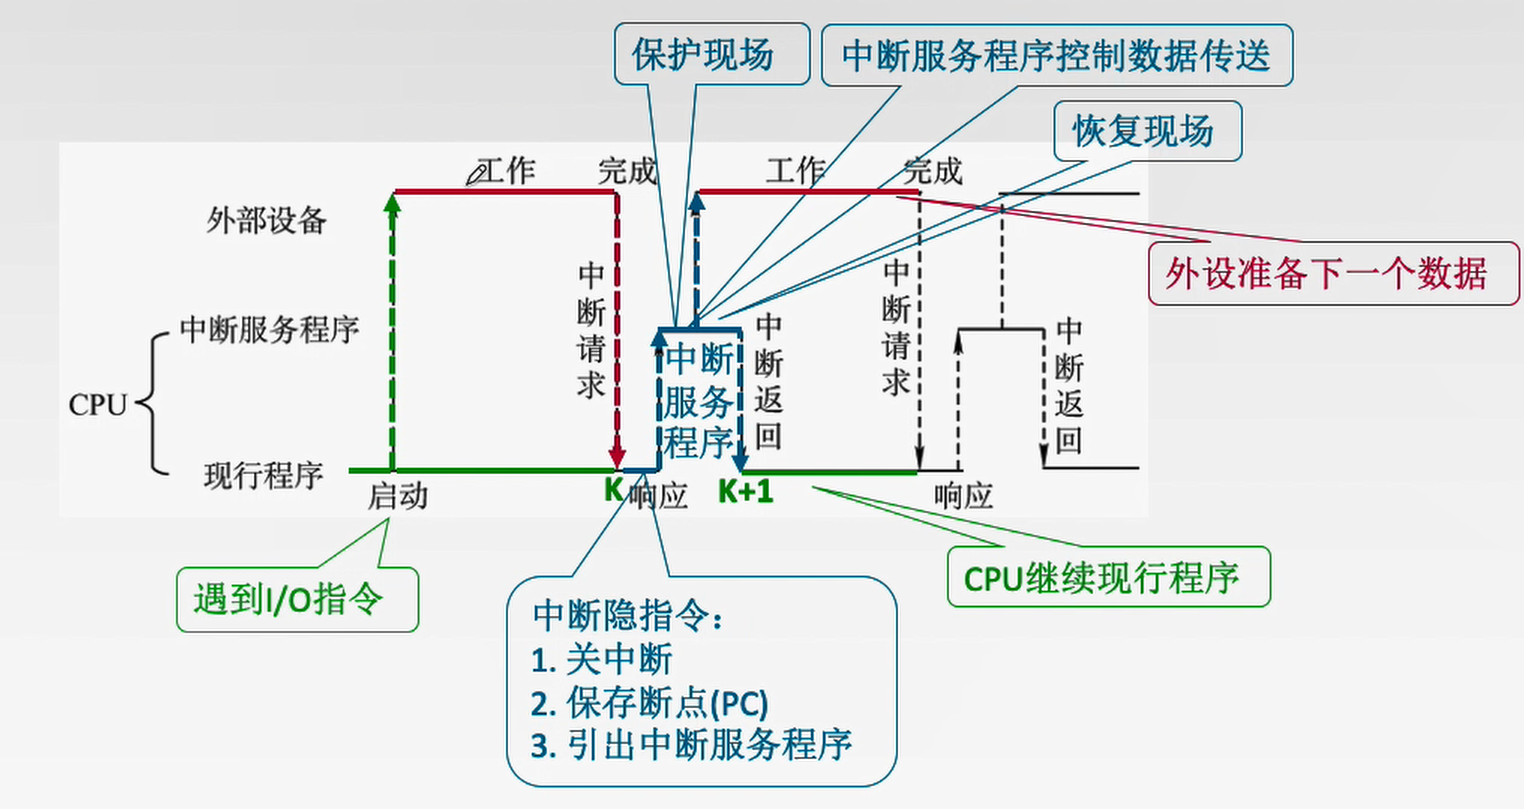 保护现场
中断服务程序控制数据传送
恢复现场
工作
完成
工作
完成
外部设备
中断请求
中断请求
外设准备下一个数据
中断服务程序
中断服务程序
中断返回
中断返回
CPU
现行程序
启动
K
响应
K+1
响应
遇到I/O指令
CPU继续现行程序
中断隐指令：
1. 关中断
2. 保存断点(PC)
3. 引出中断服务程序